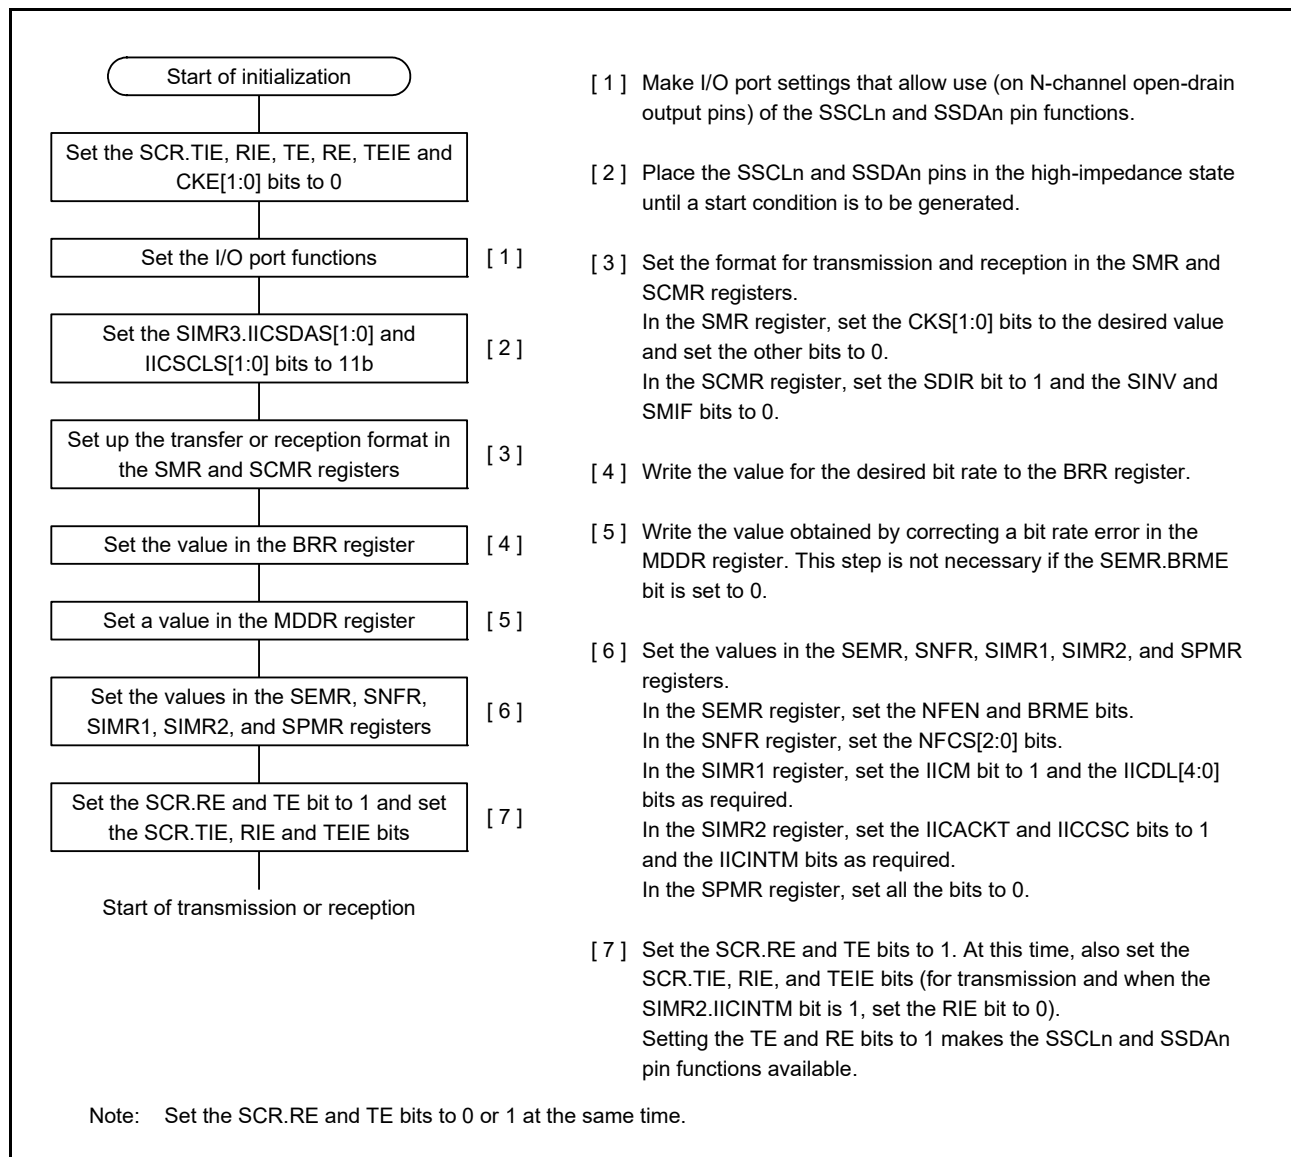 Start of initialization
Set the SCR.TIE, RIE, TE, RE, TEIE and
CKE[1:0] bits to 0
Set the I/O port functions
[ 1 ]
Set the SIMR3.IICSDAS[1:0] and
IICSCLS[1:0] bits to 11b
[ 2 ]
Set up the transfer or reception format in
the SMR and SCMR registers
[ 3 ]
Set the value in the BRR register
[ 4 ]
Set a value in the MDDR register
[ 5 ]
Set the values in the SEMR, SNFR,
SIMR1, SIMR2, and SPMR registers
[ 6 ]
Set the SCR.RE and TE bit to 1 and set
the SCR.TIE, RIE and TEIE bits
[ 7 ]
Start of transmission or reception
[ 1 ] Make I/O port settings that allow use (on N-channel open-drain
output pins) of the SSCLn and SSDAn pin functions.
[ 2 ] Place the SSCLn and SSDAn pins in the high-impedance state
until a start condition is to be generated.
[ 3 ] Set the format for transmission and reception in the SMR and
SCMR registers.
In the SMR register, set the CKS[1:0] bits to the desired value
and set the other bits to 0.
In the SCMR register, set the SDIR bit to 1 and the SINV and
SMIF bits to 0.
[ 4 ] Write the value for the desired bit rate to the BRR register.
[ 5 ] Write the value obtained by correcting a bit rate error in the
MDDR register. This step is not necessary if the SEMR.BRME
bit is set to 0.
[ 6 ] Set the values in the SEMR, SNFR, SIMR1, SIMR2, and SPMR
registers.
In the SEMR register, set the NFEN and BRME bits.
In the SNFR register, set the NFCS[2:0] bits.
In the SIMR1 register, set the IICM bit to 1 and the IICDL[4:0]
bits as required.
In the SIMR2 register, set the IICACKT and IICCSC bits to 1
and the IICINTM bits as required.
In the SPMR register, set all the bits to 0.
[ 7 ] Set the SCR.RE and TE bits to 1. At this time, also set the
SCR.TIE, RIE, and TEIE bits (for transmission and when the
SIMR2.IICINTM bit is 1, set the RIE bit to 0).
Setting the TE and RE bits to 1 makes the SSCLn and SSDAn
pin functions available.
Note: Set the SCR.RE and TE bits to 0 or 1 at the same time.